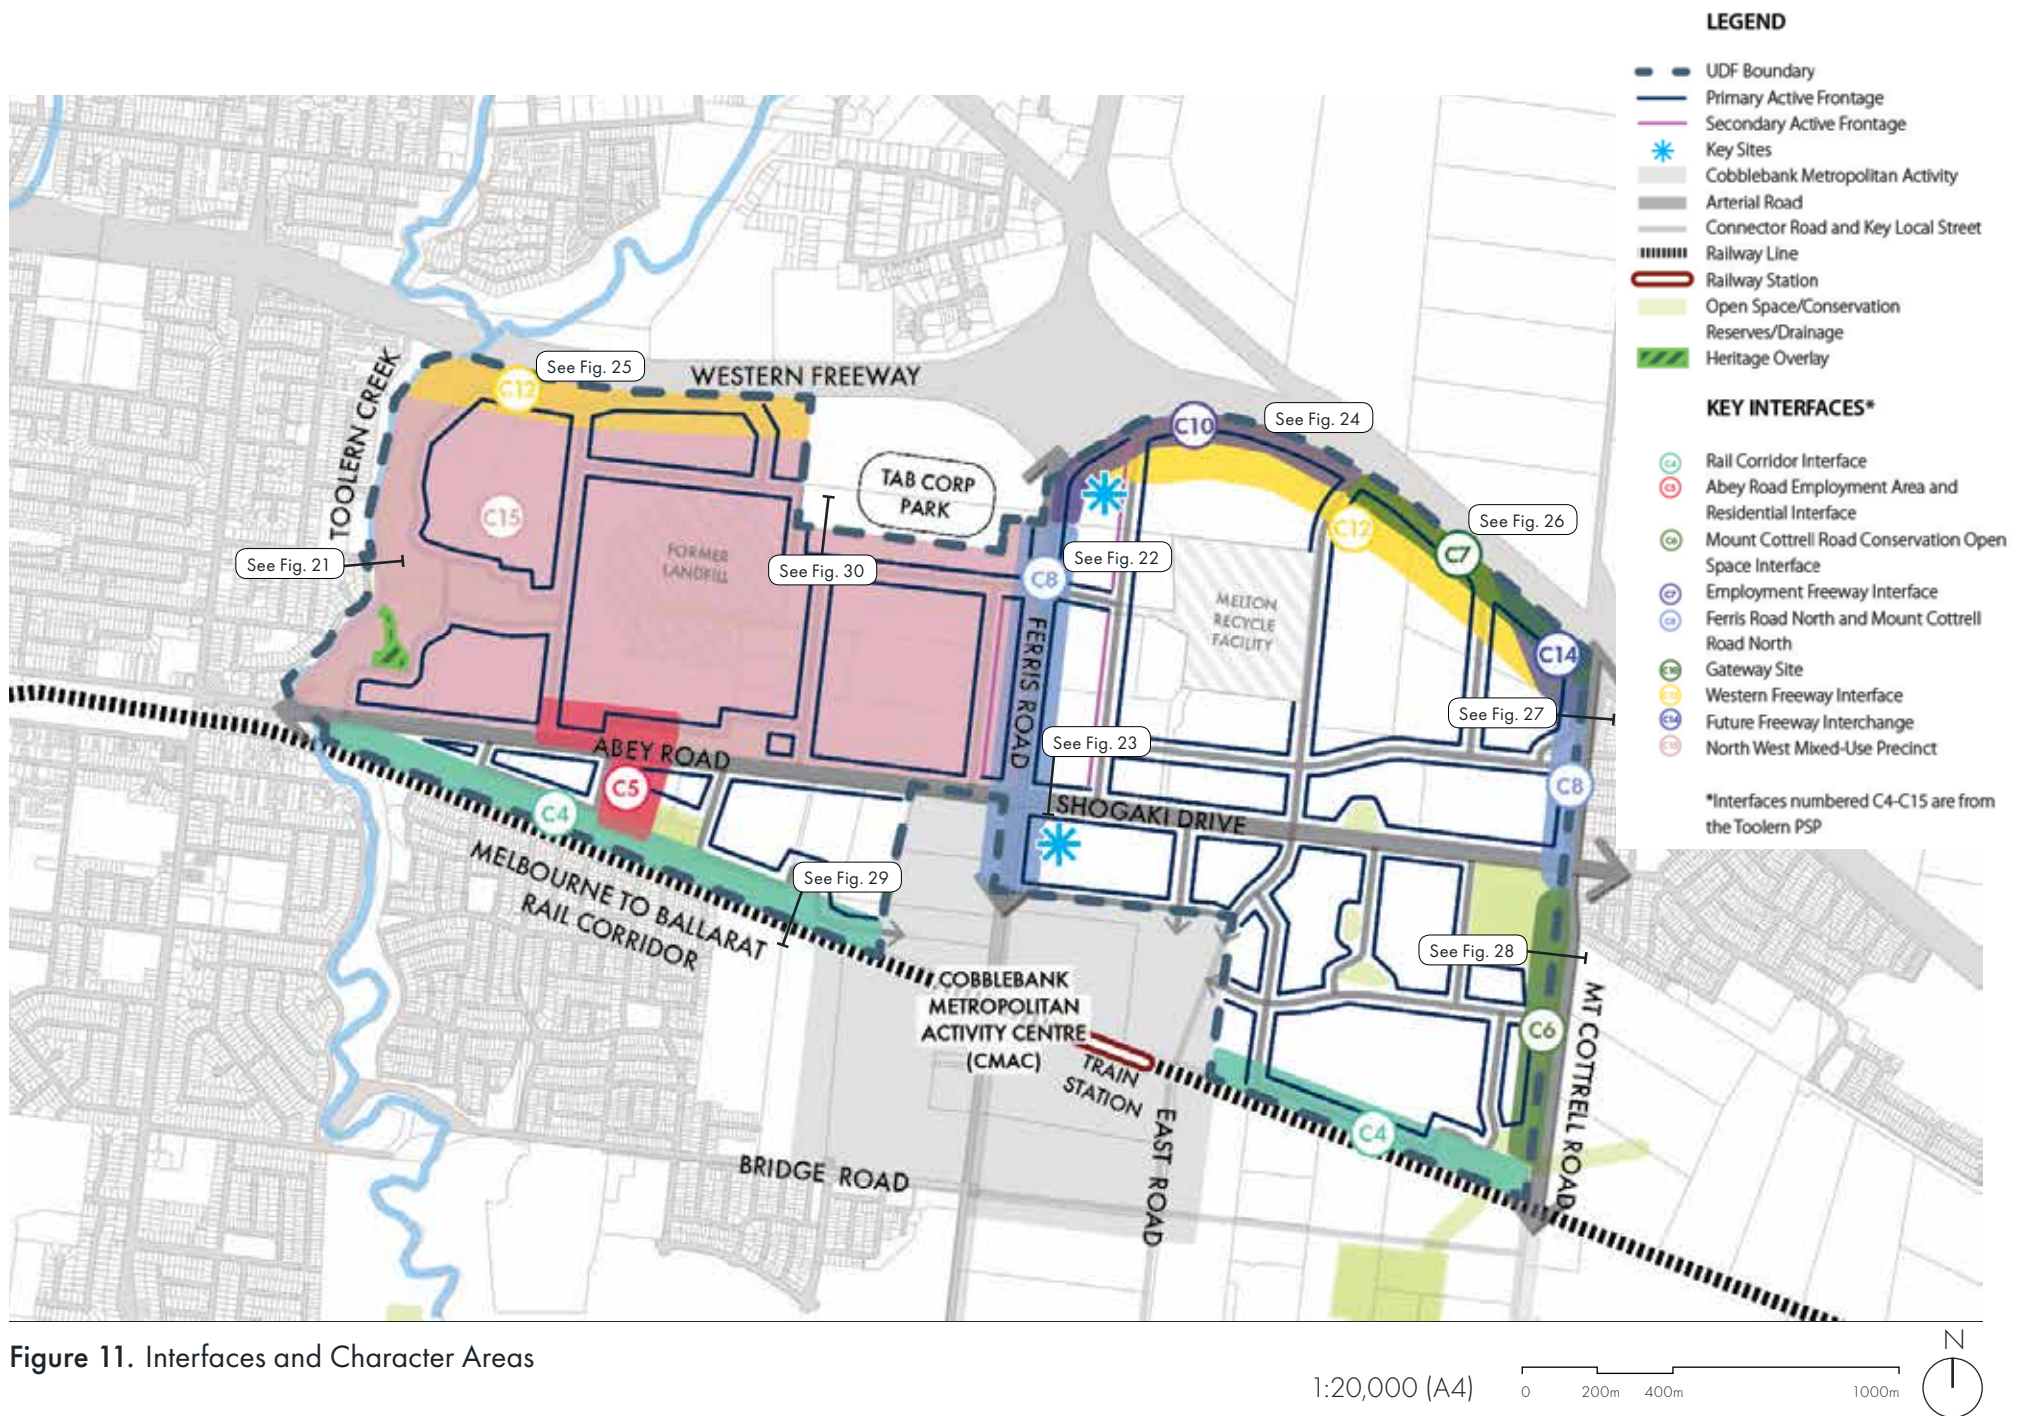 LEGEND
UDF Boundary
Primary Active Frontage
Secondary Active Frontage
Key Sites
Cobblebank Metropolitan Activity
Arterial Road
Connector Road and Key Local Street
Railway Line
Railway Station
Open Space/Conservation
Reserves/Drainage
Heritage Overlay
KEY INTERFACES*
C4 Rail Corridor Interface
C5 Abey Road Employment Area and
Residential Interface
C6 Mount Cottrell Road Conservation Open
Space Interface
C7 Employment Freeway Interface
C8 Ferris Road North and Mount Cottrell
Road North
C10 Gateway Site
C12 Western Freeway Interface
C14 Future Freeway Interchange
C15 North West Mixed-Use Precinct
*Interfaces numbered C4-C15 are from
the Toolern PSP
C12
See Fig. 25
WESTERN FREEWAY
TOOLERN CREEK
C10
See Fig. 24
TAB CORP
PARK
C15
See Fig. 21
FORMER
LANDFILL
See Fig. 30
C8
See Fig. 22
C12
See Fig. 26
C7
MELTON
RECYCLE
FACILITY
FERRIS ROAD
C14
See Fig. 27
See Fig. 23
ABEY ROAD
C5
C4
C8
SHOGAKI DRIVE
MELBOURNE TO BALLARAT
RAIL CORRIDOR
See Fig. 29
See Fig. 28
COBBLEBANK
METROPOLITAN
ACTIVITY CENTRE
(CMAC)
TRAIN
STATION
C6
MT COTTRELL ROAD
C4
EAST ROAD
BRIDGE ROAD
Figure 11. Interfaces and Character Areas
1:20,000 (A4)
0 200m 400m 1000m
N